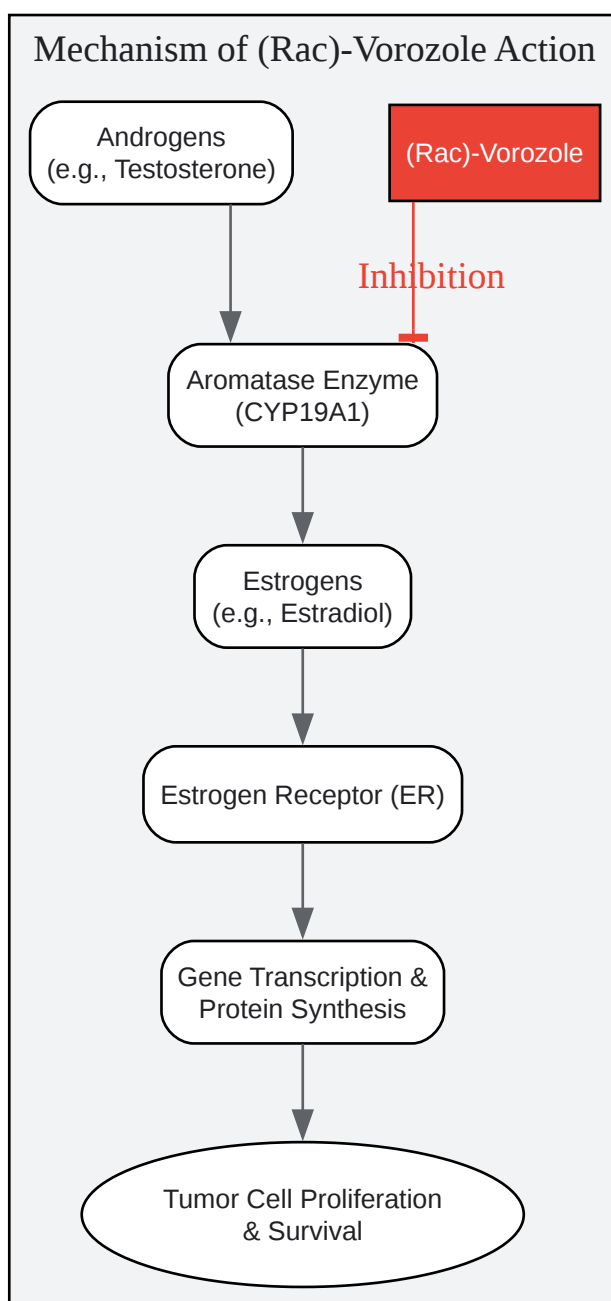 Mechanism of (Rac)-Vorozole Action
Androgens
(e.g., Testosterone)
(Rac)-Vorozole
Inhibition
Aromatase Enzyme
(CYP19A1)
Estrogens
(e.g., Estradiol)
Estrogen Receptor (ER)
Gene Transcription &
Protein Synthesis
Tumor Cell Proliferation
& Survival